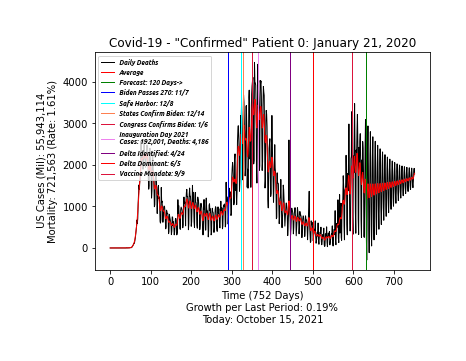 Covid-19 - "Confirmed" Patient 0: January 21, 2020
US Cases (Mil): 55,943,114
Mortality: 721,563 (Rate: 1.61%)
4000
3000
2000
1000
0
Daily Deaths
Average
Forecast: 120 Days->
Biden Passes 270: 11/7
Safe Harbor: 12/8
States Confirm Biden: 12/14
Congress Confirms Biden: 1/6
Inauguration Day 2021
Cases: 192,001, Deaths: 4,186
Delta Identified: 4/24
Delta Dominant: 6/5
Vaccine Mandate: 9/9
0 100 200 300 400 500 600 700
Time (752 Days)
Growth per Last Period: 0.19%
Today: October 15, 2021